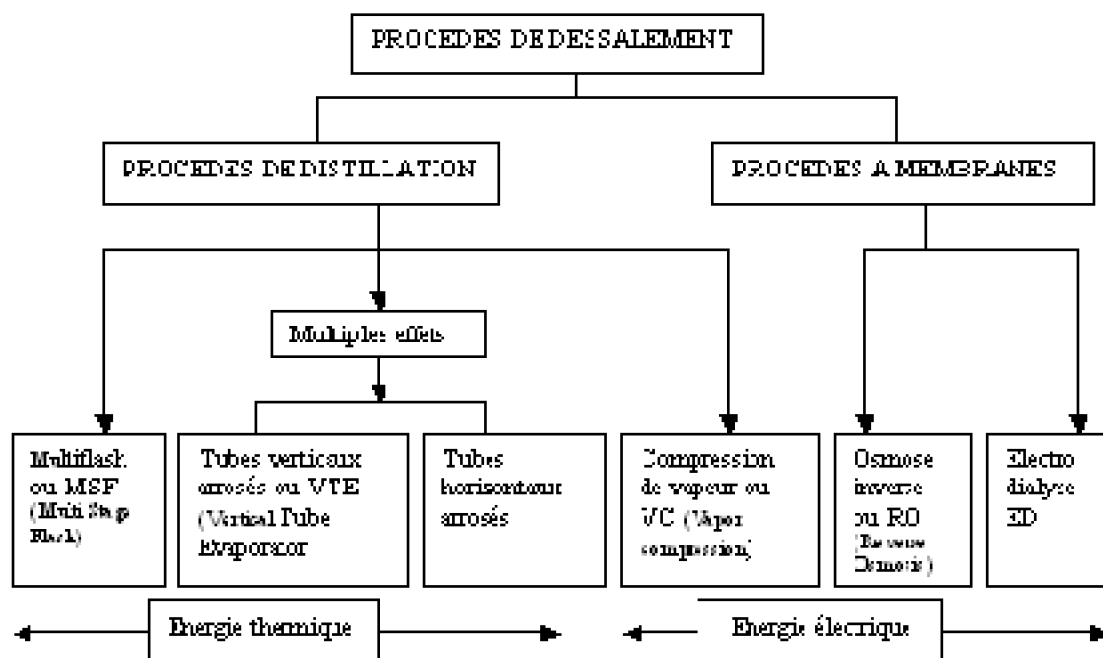 PROCEDES DE DESSALEMENT
PROCEDES DE DISTILLATION
PROCEDES A MEMBRANES
Multiples effets
Multiflash
ou MSF
(Multi Stage
Flash)
Tubes verticaux
arrosés ou VTE
(Vertical Tube
Evaporator
Tubes
horizontaux
arrosés
Compression
de vapeur ou
VC (Vapor
compression)
Osmose
inverse
ou RO
(Reverse
Osmosis)
Electro
dialyse
ED
Energie thermique
Energie électrique